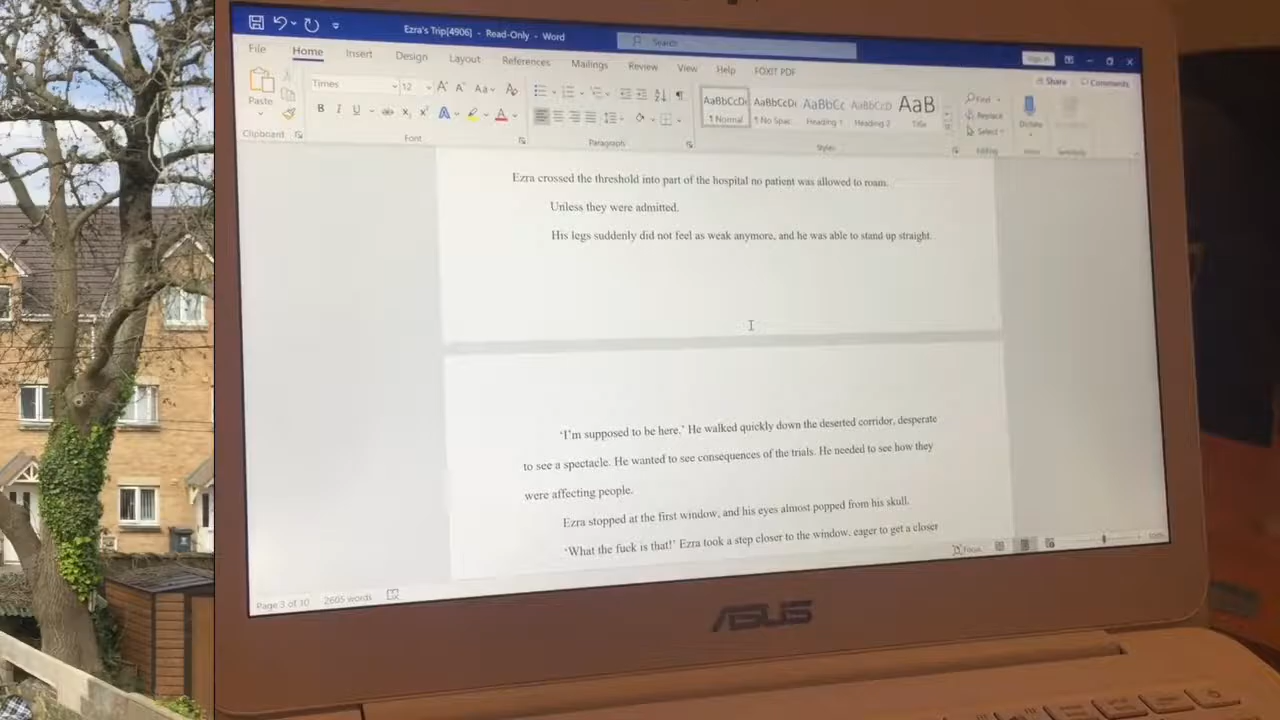 Ezra's Trip[4906] - Read-Only - Word
Search
Sign in
File Home Insert Design Layout References Mailings Review View Help FOXIT PDF
Share Comments
Paste
Times 12
Clipboard Font Paragraph Styles Editing
AaBbCcDc AaBbCcDc AaBbCc AaBbCcD AaB
¶ Normal ¶ No Spac Heading 1 Heading 2 Title
Find
Replace
Select
Dictate
Ezra crossed the threshold into part of the hospital no patient was allowed to roam.
Unless they were admitted.
His legs suddenly did not feel as weak anymore, and he was able to stand up straight.
‘I’m supposed to be here.’ He walked quickly down the deserted corridor, desperate
to see a spectacle. He wanted to see consequences of the trials. He needed to see how they
were affecting people.
Ezra stopped at the first window, and his eyes almost popped from his skull.
‘What the fuck is that!’ Ezra took a step closer to the window, eager to get a closer
Page 3 of 10 2605 words
Focus
ASUS